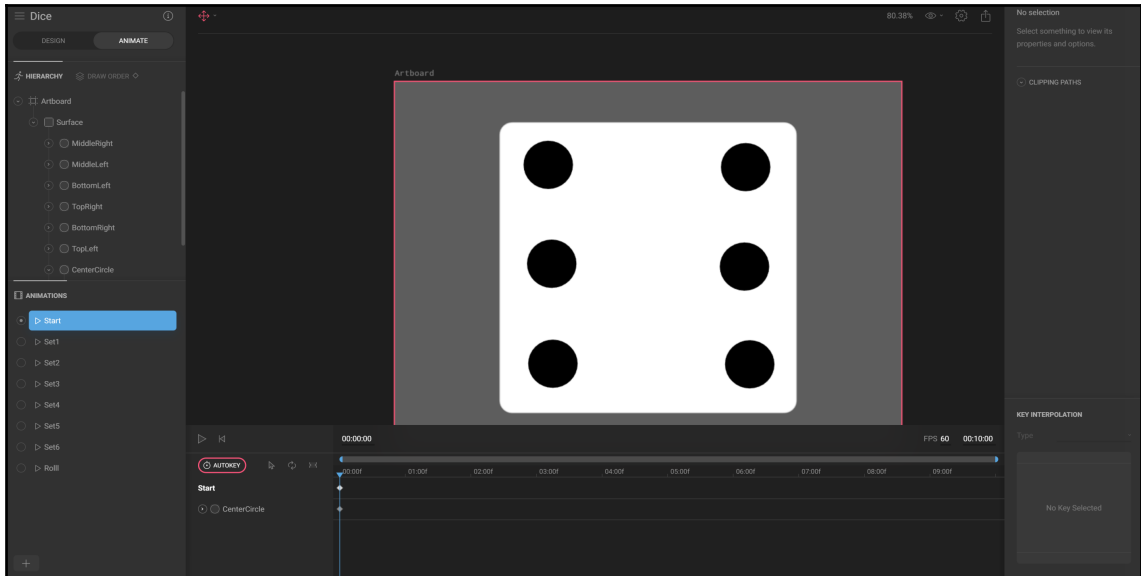 Dice
DESIGN
ANIMATE
HIERARCHY
DRAW ORDER
Artboard
Surface
MiddleRight
MiddleLeft
BottomLeft
TopRight
BottomRight
TopLeft
CenterCircle
ANIMATIONS
Start
Set1
Set2
Set3
Set4
Set5
Set6
Rolll
80.38%
Artboard
00:00:00
FPS 60 00:10:00
AUTOKEY
00:00f 01:00f 02:00f 03:00f 04:00f 05:00f 06:00f 07:00f 08:00f 09:00f
Start
CenterCircle
No selection
Select something to view its
properties and options.
CLIPPING PATHS
KEY INTERPOLATION
Type
No Key Selected